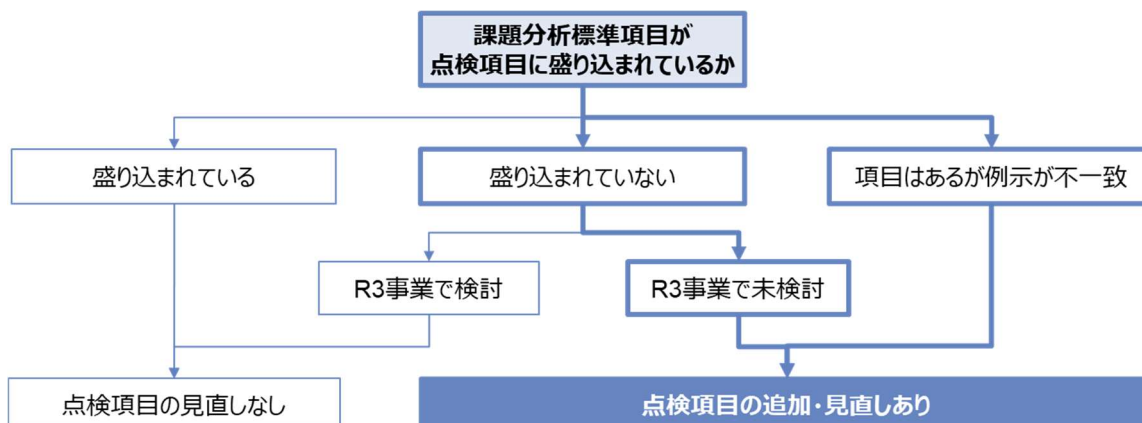 課題分析標準項目が
点検項目に盛り込まれているか
盛り込まれている
盛り込まれていない
項目はあるが例示が不一致
R3事業で検討
R3事業で未検討
点検項目の見直しなし
点検項目の追加・見直しあり